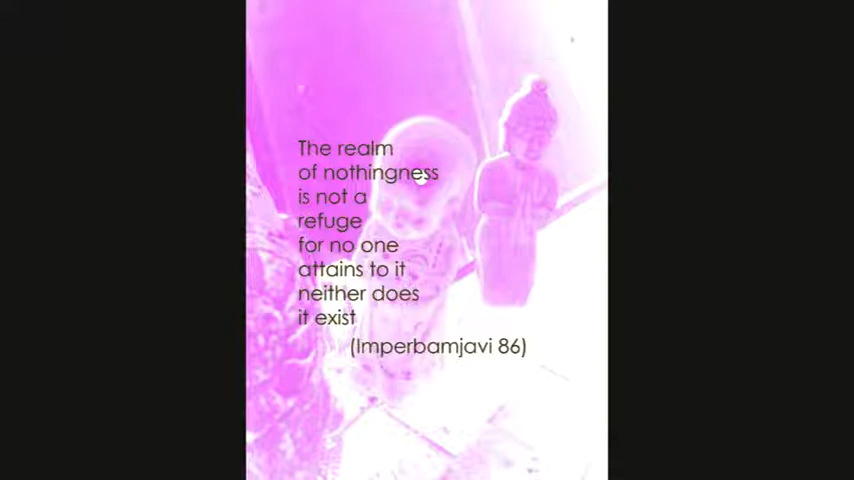 The realm
of nothingness
is not a
refuge
for no one
attains to it
neither does
it exist
(Imperbamjavi 86)